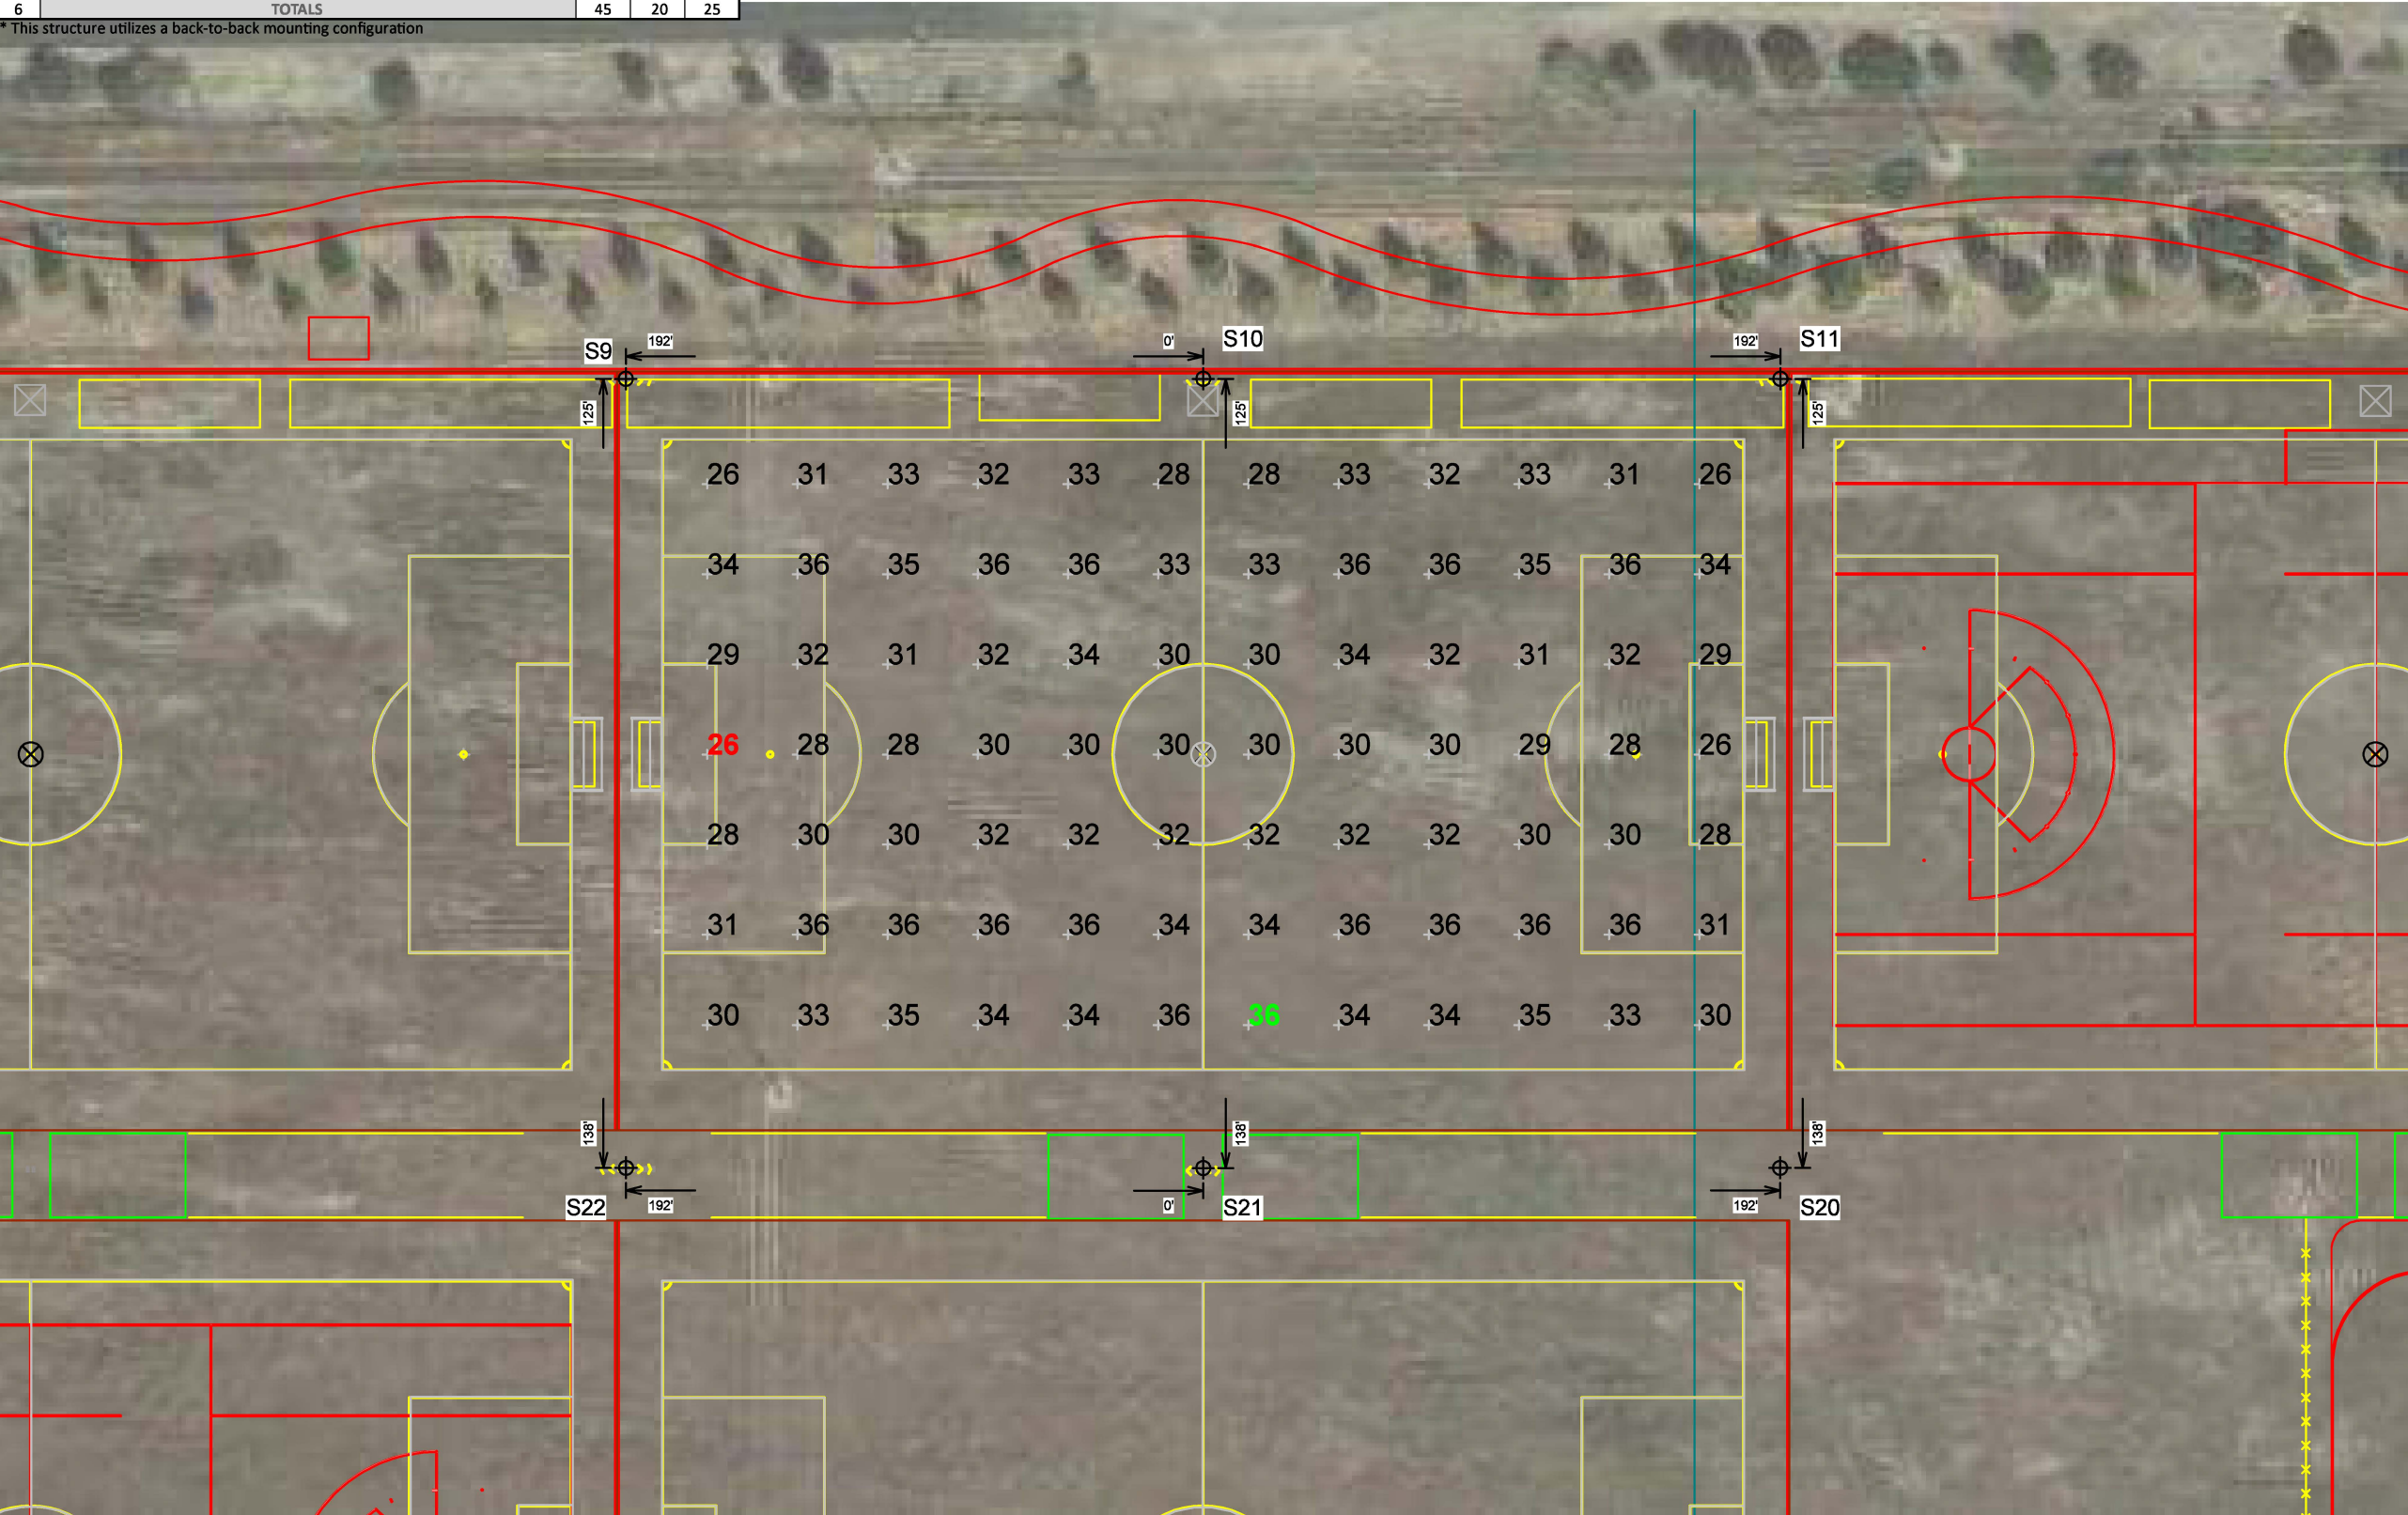 6 TOTALS 45 20 25
* This structure utilizes a back-to-back mounting configuration
S10 S11
S9 192' 0' 192'
125' 125' 125'
26 31 33 32 33 28 28 33 32 33 31 26
34 36 35 36 36 33 33 36 36 35 36 34
29 32 31 32 34 30 30 34 32 31 32 29
26 28 28 30 30 30 30 30 30 29 28 26
28 30 30 32 32 32 32 32 32 30 30 28
31 36 36 36 36 34 34 36 36 36 36 31
30 33 35 34 34 36 36 34 34 35 33 30
138' 138' 138'
S22 192' 0' S21 192' S20